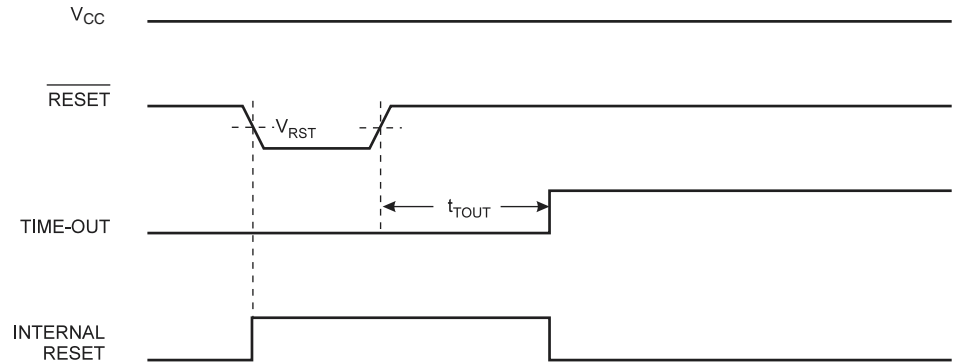 VCC
RESET
VRST
tTOUT
TIME-OUT
INTERNAL
RESET